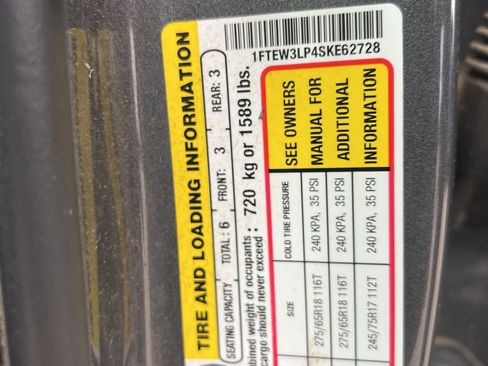 TIRE AND LOADING INFORMATION
SEATING CAPACITY TOTAL: 6 FRONT: 3 REAR: 3
weight of occupants
cargo should never exceed : 720 kg or 1589 lbs.
SIZE COLD TIRE PRESSURE SEE OWNERS
275/65R18 116T 240 KPA, 35 PSI MANUAL FOR
275/65R18 116T 240 KPA, 35 PSI ADDITIONAL
245/75R17 112T 240 KPA, 35 PSI INFORMATION
1FTEW3LP4SKE62728